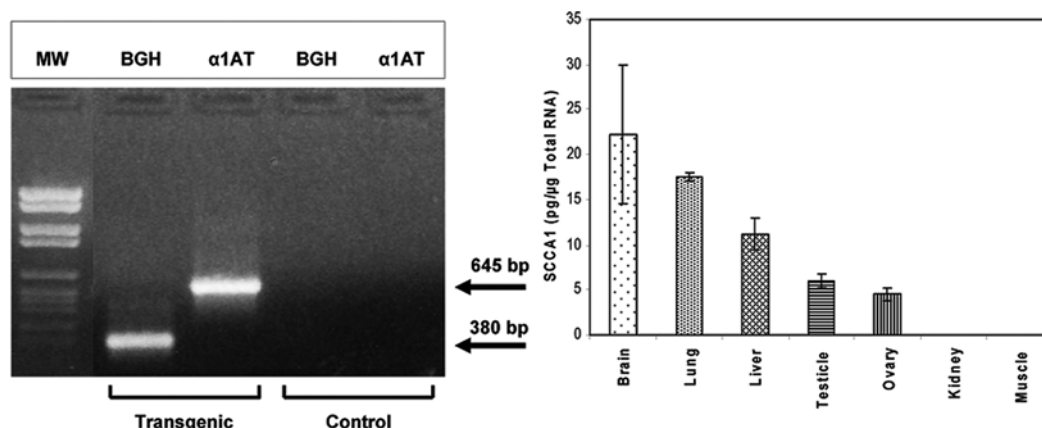 MW BGH α1AT BGH α1AT
645 bp
380 bp
Transgenic Control
SCCA1 (pg/µg Total RNA)
35
30
25
20
15
10
5
0
Brain
Lung
Liver
Testicle
Ovary
Kidney
Muscle